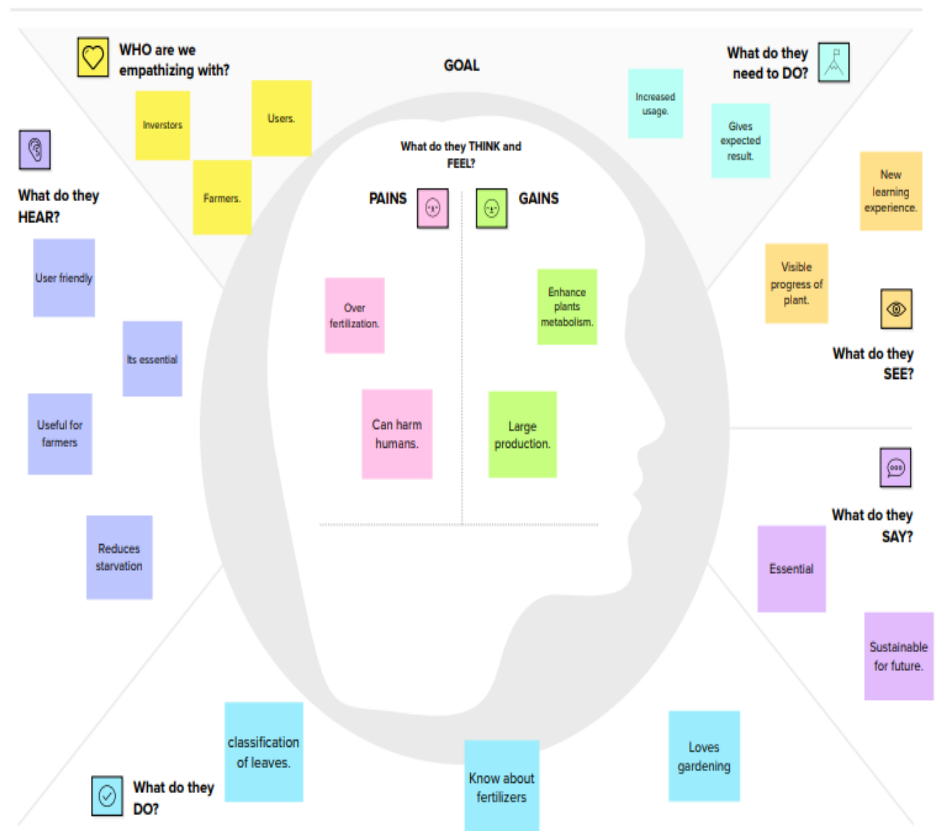 WHO are we
empathizing with?
Inverstors
Users.
Farmers.
GOAL
What do they
need to DO?
Increased
usage.
Gives
expected
result.
What do they
HEAR?
User friendly
Its essential
Useful for
farmers
Reduces
starvation
What do they THINK and
FEEL?
PAINS
GAINS
Over
fertilization.
Can harm
humans.
Enhance
plants
metabolism.
Large
production.
New
learning
experience.
Visible
progress of
plant.
What do they
SEE?
What do they
SAY?
Essential
Sustainable
for future.
What do they
DO?
classification
of leaves.
Know about
fertilizers
Loves
gardening